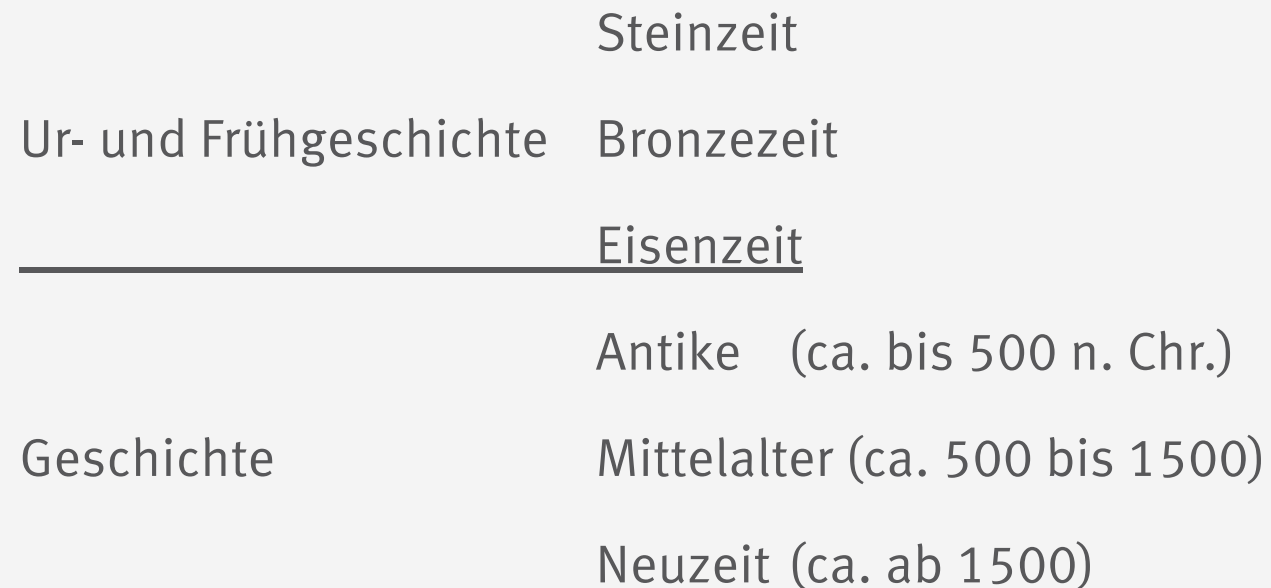 Steinzeit
Ur- und Frühgeschichte Bronzezeit
Eisenzeit
Antike (ca. bis 500 n. Chr.)
Geschichte Mittelalter (ca. 500 bis 1500)
Neuzeit (ca. ab 1500)